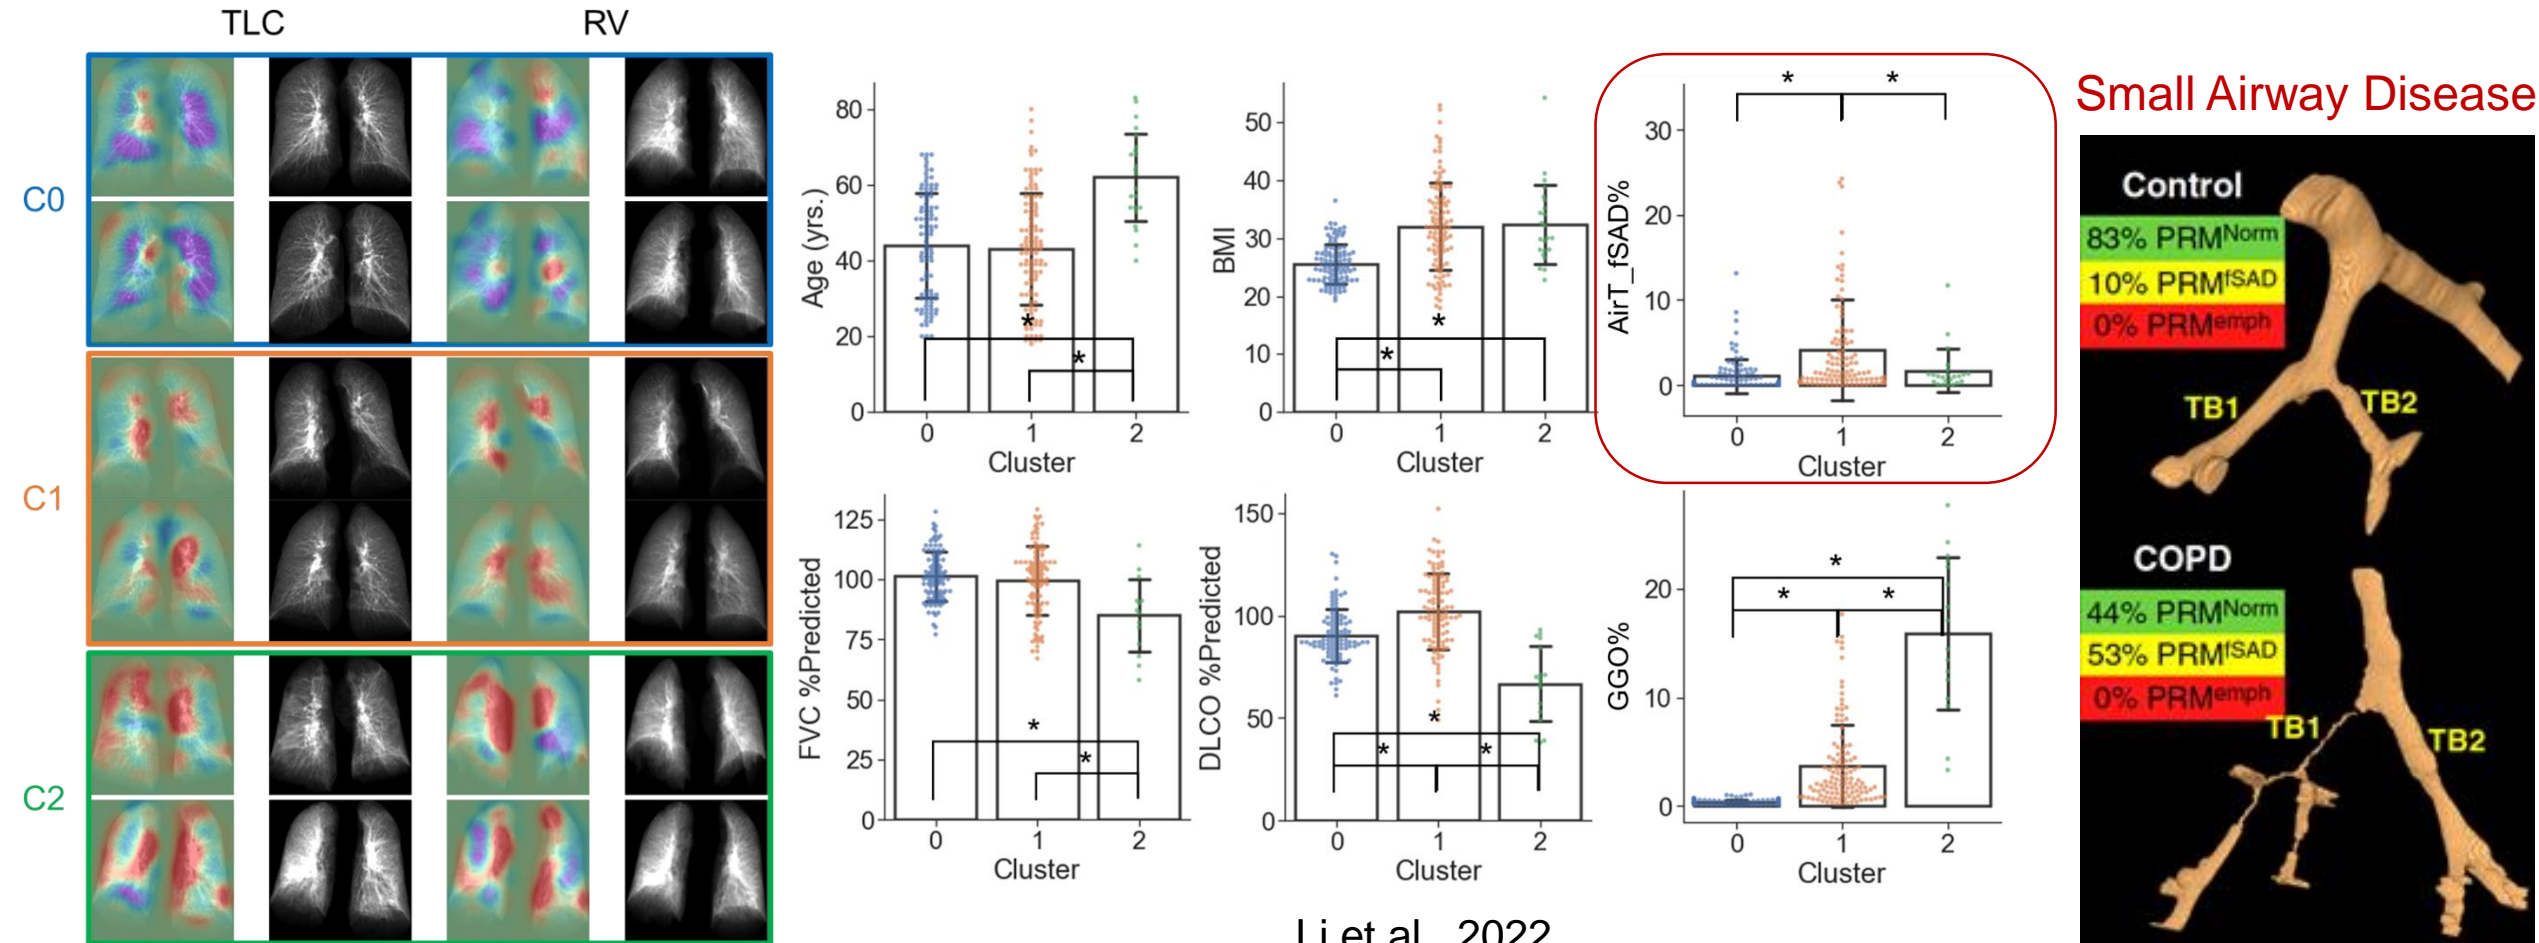 TLC
RV
C0
C1
C2
Age (yrs.)
80
60
40
20
0
*
*
0
1
2
Cluster
BMI
50
40
30
20
10
0
*
*
0
1
2
Cluster
AirT_fSAD%
30
20
10
0
*
*
0
1
2
Cluster
FVC %Predicted
125
100
75
50
25
0
*
*
0
1
2
Cluster
DLCO %Predicted
150
100
50
0
*
*
*
0
1
2
Cluster
GGO%
20
10
0
*
*
*
0
1
2
Cluster
Li et al., 2022
Small Airway Disease
Control
83% PRMNorm
10% PRMfSAD
0% PRMemph
TB1
TB2
COPD
44% PRMNorm
53% PRMfSAD
0% PRMemph
TB1
TB2